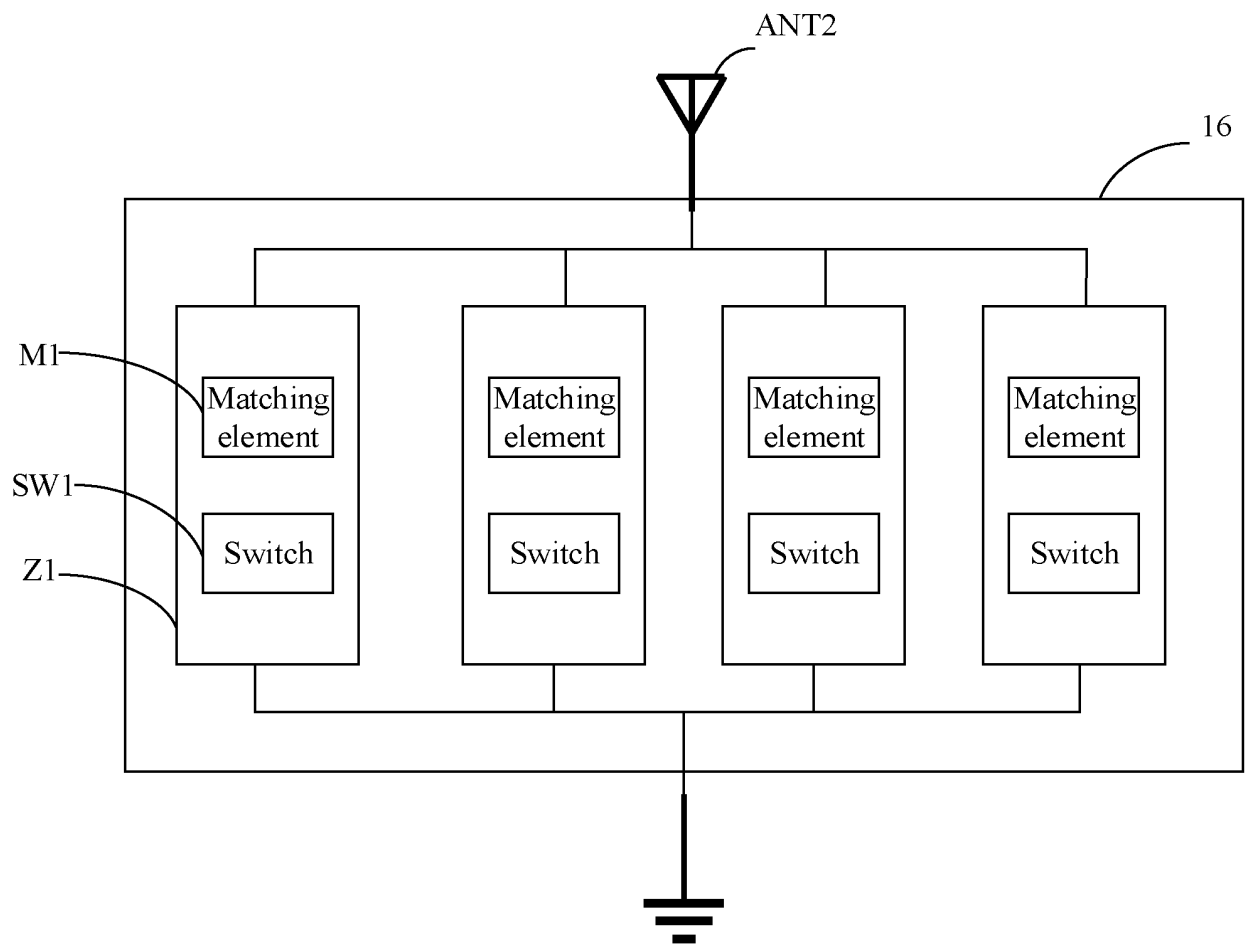 ANT2
16
M1
Matching
element
Matching
element
Matching
element
Matching
element
SW1
Switch
Switch
Switch
Switch
Z1